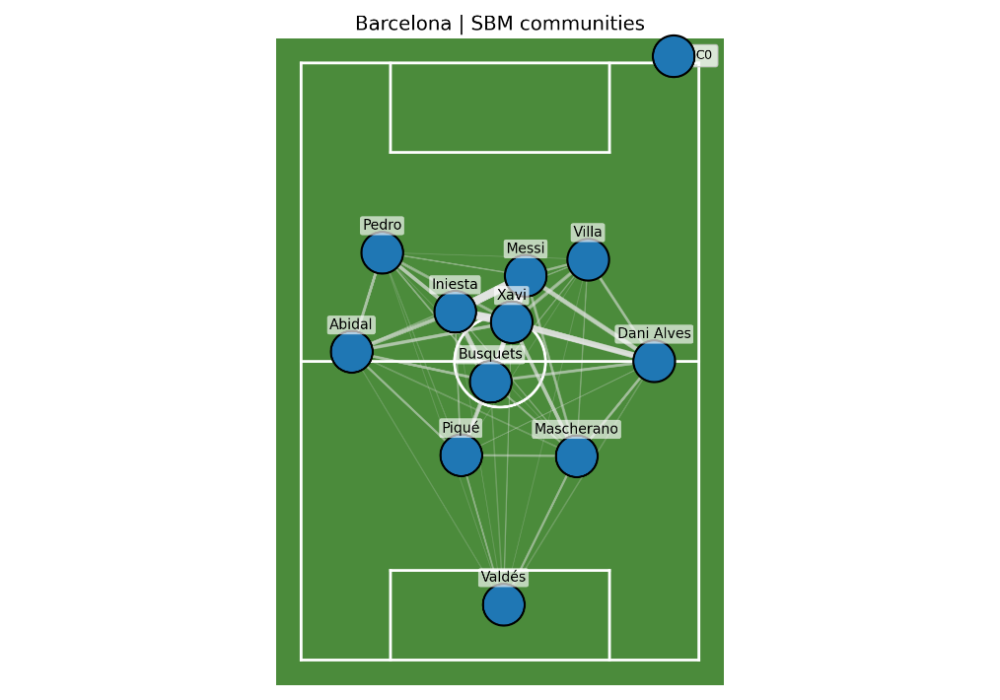 Barcelona | SBM communities
C0
Pedro
Villa
Messi
Iniesta
Xavi
Abidal
Dani Alves
Busquets
Piqué
Mascherano
Valdés